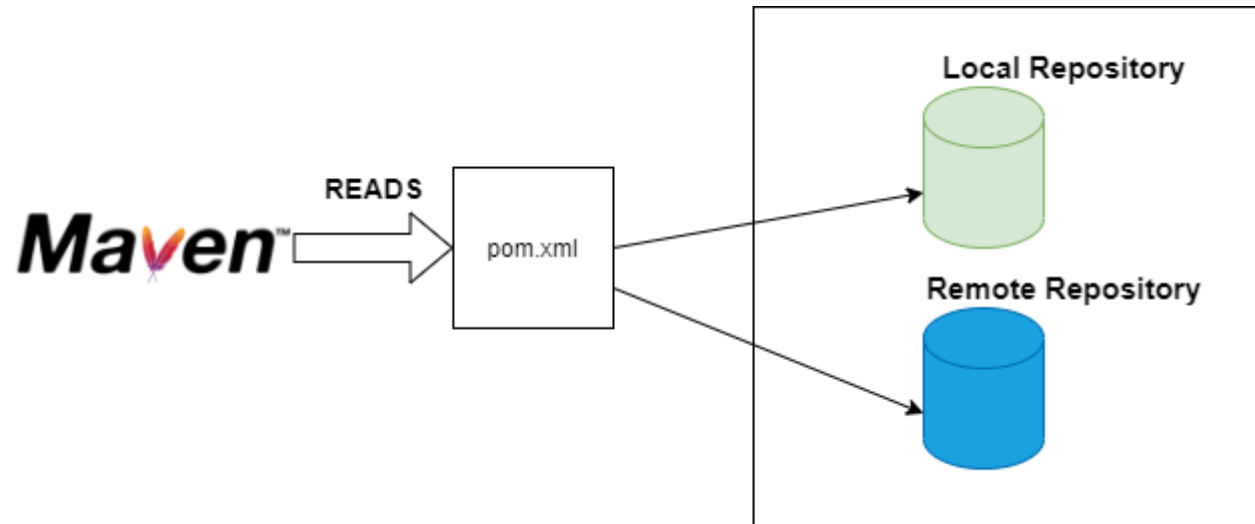 Local Repository
READS
Maven™
pom.xml
Remote Repository